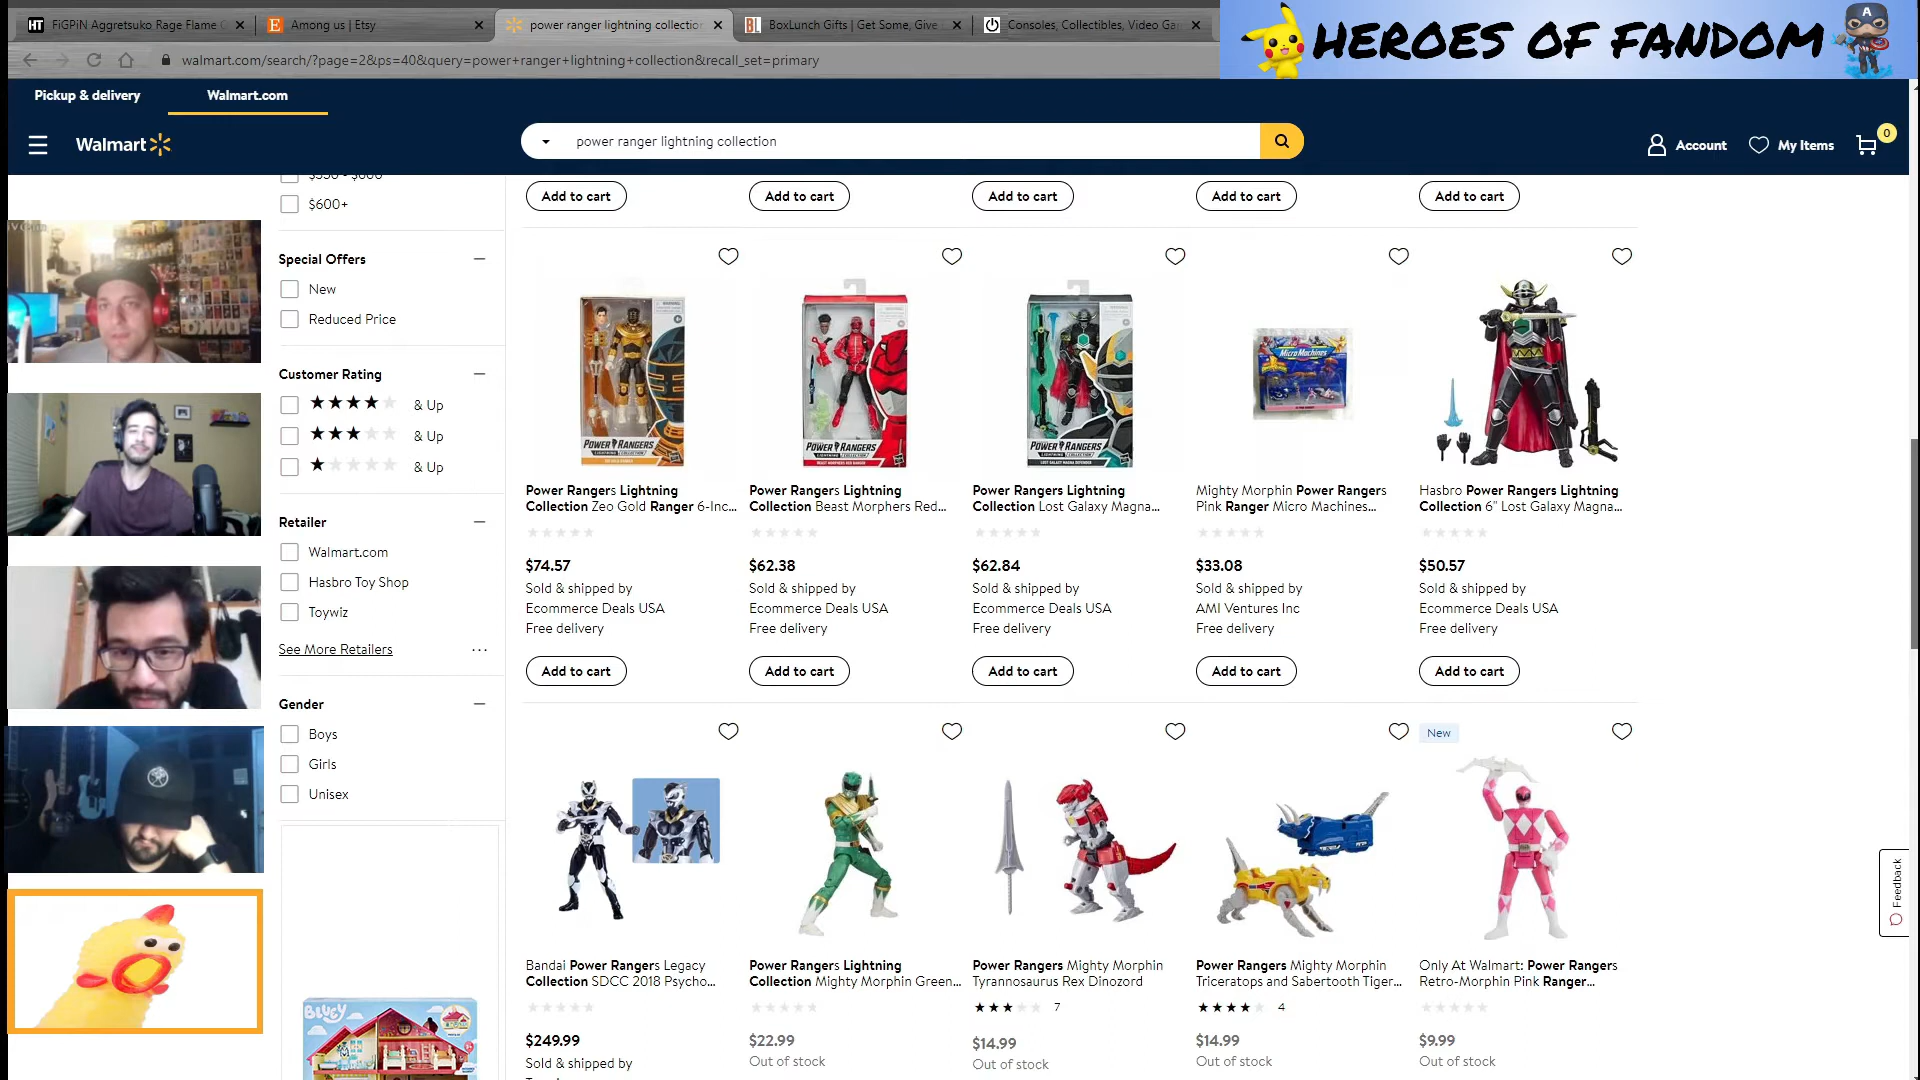 FiGPiN Aggretsuko Rage Flame
Among us | Etsy
power ranger lightning collection
BoxLunch Gifts | Get Some, Give
Consoles, Collectibles, Video Ga
HEROES OF FANDOM
walmart.com/search/?page=2&ps=40&query=power+ranger+lightning+collection&recall_set=primary
Pickup & delivery
Walmart.com
Walmart
power ranger lightning collection
Account
My Items
0
$600+
Add to cart
Add to cart
Add to cart
Add to cart
Add to cart
Special Offers
New
Reduced Price
Customer Rating
& Up
& Up
& Up
Retailer
Walmart.com
Hasbro Toy Shop
Toywiz
See More Retailers
Gender
Boys
Girls
Unisex
BLUEY
POWER RANGERS
POWER RANGERS
POWER RANGERS
MicroMachines
Power Rangers Lightning
Collection Zeo Gold Ranger 6-Inc...
$74.57
Sold & shipped by
Ecommerce Deals USA
Free delivery
Add to cart
Power Rangers Lightning
Collection Beast Morphers Red...
$62.38
Sold & shipped by
Ecommerce Deals USA
Free delivery
Add to cart
Power Rangers Lightning
Collection Lost Galaxy Magna...
$62.84
Sold & shipped by
Ecommerce Deals USA
Free delivery
Add to cart
Mighty Morphin Power Rangers
Pink Ranger Micro Machines...
$33.08
Sold & shipped by
AMI Ventures Inc
Free delivery
Add to cart
Hasbro Power Rangers Lightning
Collection 6" Lost Galaxy Magna...
$50.57
Sold & shipped by
Ecommerce Deals USA
Free delivery
Add to cart
Bandai Power Rangers Legacy
Collection SDCC 2018 Psycho...
$249.99
Sold & shipped by
Power Rangers Lightning
Collection Mighty Morphin Green...
$22.99
Out of stock
Power Rangers Mighty Morphin
Tyrannosaurus Rex Dinozord
7
$14.99
Out of stock
Power Rangers Mighty Morphin
Triceratops and Sabertooth Tiger...
4
$14.99
Out of stock
New
Only At Walmart: Power Rangers
Retro-Morphin Pink Ranger...
$9.99
Out of stock
Feedback